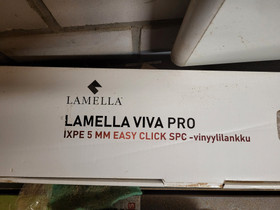 LAMELLA
LAMELLA VIVA PRO
IXPE 5 MM EASY CLICK SPC -vinyylilankku